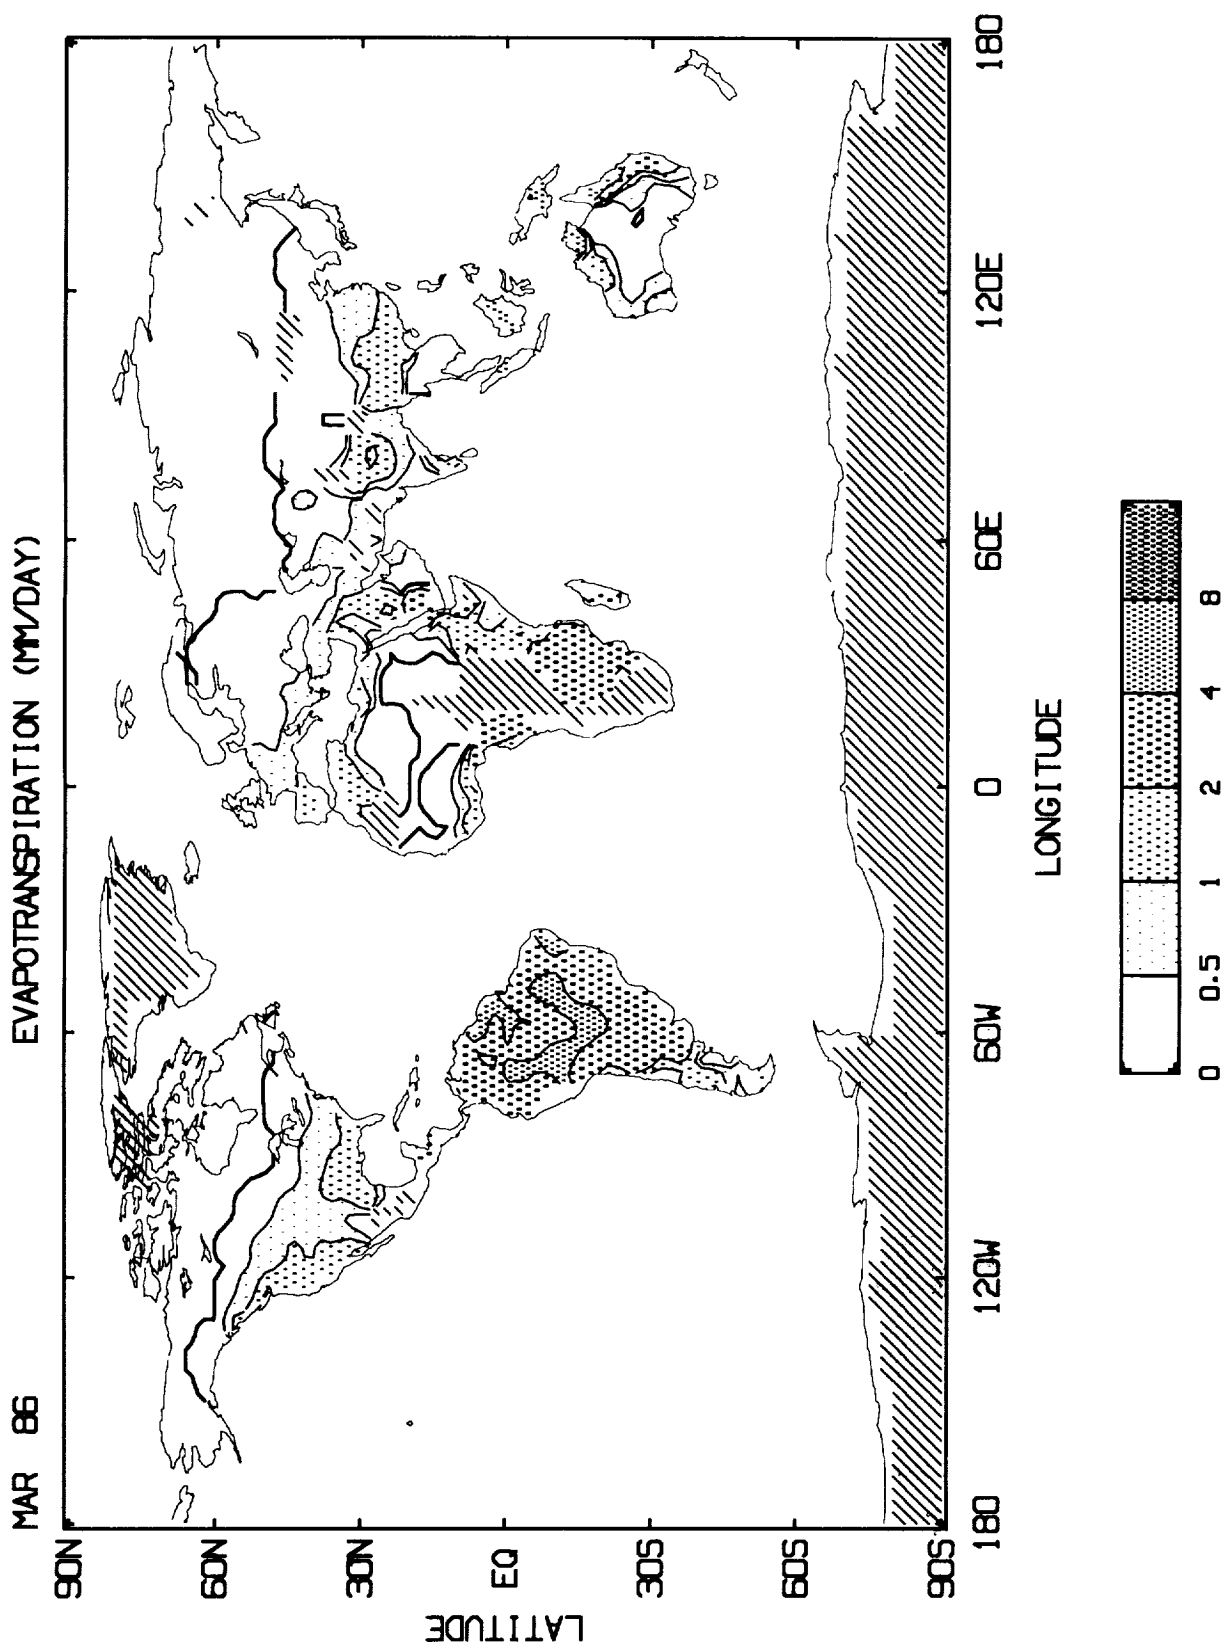 MAR 86 EVAPOTRANSPIRATION (MM/DAY)
90N
60N
30N
EQ
30S
60S
90S
LATITUDE
180 120W 60W 0 60E 120E 180
LONGITUDE
0 0.5 1 2 4 8